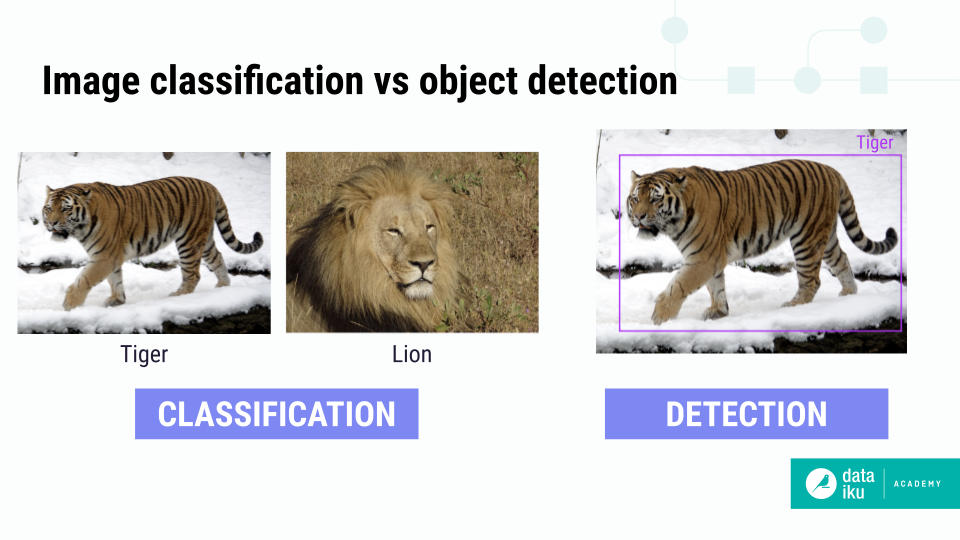 Image classification vs object detection
Tiger
Tiger
Lion
CLASSIFICATION
DETECTION
data
iku
ACADEMY